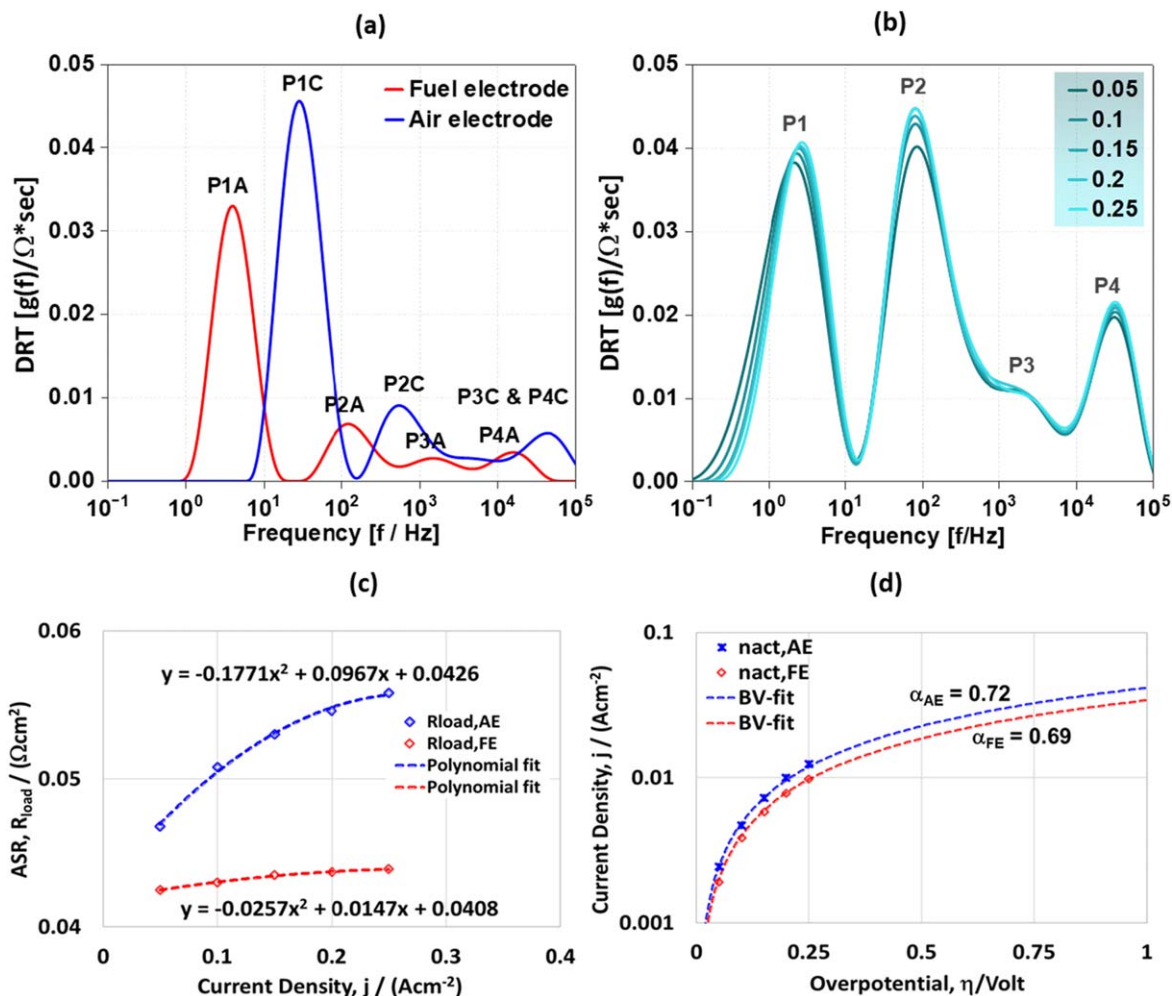 (a)
0.05
0.04
0.03
0.02
0.01
0.00
DRT [g(f)/Ω*sec]
P1C
Fuel electrode
Air electrode
P1A
P2C
P3C & P4C
P2A
P3A
P4A
10⁻¹ 10⁰ 10¹ 10² 10³ 10⁴ 10⁵
Frequency [f / Hz]
(b)
0.05
0.04
0.03
0.02
0.01
0.00
DRT [g(f)/Ω*sec]
P1
P2
P3
P4
0.05
0.1
0.15
0.2
0.25
10⁻¹ 10⁰ 10¹ 10² 10³ 10⁴ 10⁵
Frequency [f/Hz]
(c)
0.06
0.05
0.04
ASR, Rload / (Ωcm²)
y = -0.1771x² + 0.0967x + 0.0426
Rload,AE
Rload,FE
Polynomial fit
Polynomial fit
y = -0.0257x² + 0.0147x + 0.0408
0 0.1 0.2 0.3 0.4
Current Density, j / (Acm⁻²)
(d)
0.1
0.01
0.001
Current Density, j / (Acm⁻²)
nact,AE
nact,FE
BV-fit
BV-fit
αAE = 0.72
αFE = 0.69
0 0.25 0.5 0.75 1
Overpotential, η/Volt